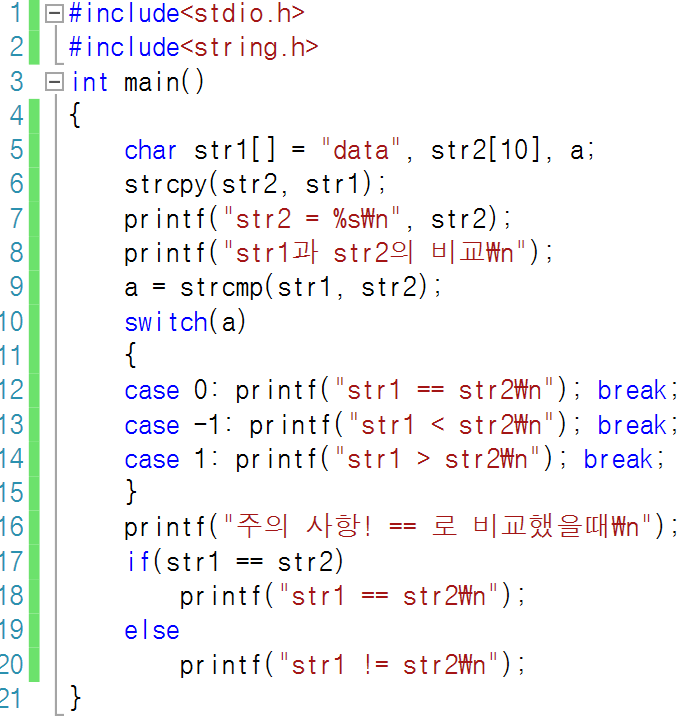 1 #include<stdio.h>
2 #include<string.h>
3 int main()
4 {
5 char str1[] = "data", str2[10], a;
6 strcpy(str2, str1);
7 printf("str2 = %s₩n", str2);
8 printf("str1과 str2의 비교₩n");
9 a = strcmp(str1, str2);
10 switch(a)
11 {
12 case 0: printf("str1 == str2₩n"); break;
13 case -1: printf("str1 < str2₩n"); break;
14 case 1: printf("str1 > str2₩n"); break;
15 }
16 printf("주의 사항! == 로 비교했을때₩n");
17 if(str1 == str2)
18 printf("str1 == str2₩n");
19 else
20 printf("str1 != str2₩n");
21 }